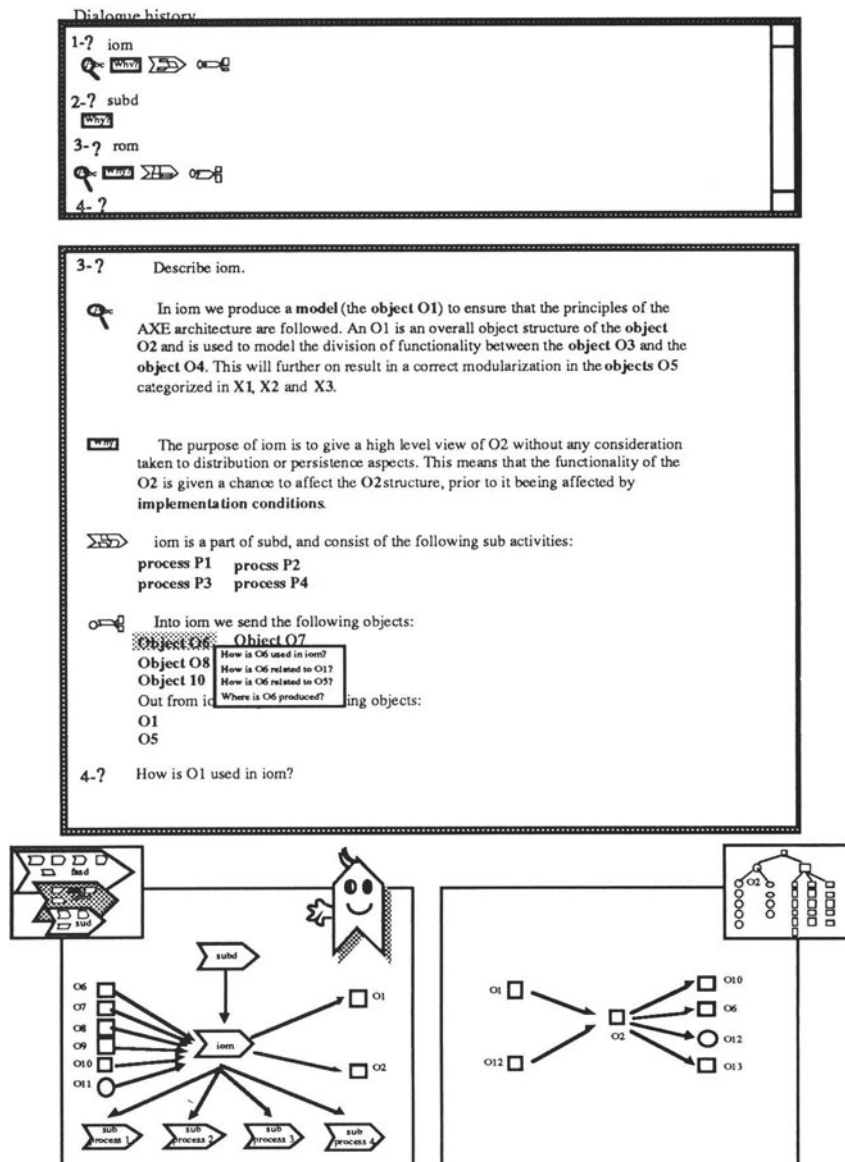 Dialogue history
1-? iom
Why?
2-? subd
Why?
3-? rom
Why?
4-?
3-? Describe iom.
In iom we produce a model (the object O1) to ensure that the principles of the
AXE architecture are followed. An O1 is an overall object structure of the object
O2 and is used to model the division of functionality between the object O3 and the
object O4. This will further on result in a correct modularization in the objects O5
categorized in X1, X2 and X3.
Why?
The purpose of iom is to give a high level view of O2 without any consideration
taken to distribution or persistence aspects. This means that the functionality of the
O2 is given a chance to affect the O2 structure, prior to it beeing affected by
implementation conditions.
iom is a part of subd, and consist of the following sub activities:
process P1 procss P2
process P3 process P4
Into iom we send the following objects:
Object O6 Object O7
Object O8
Object 10
How is O6 used in iom?
How is O6 related to O1?
How is O6 related to O5?
Where is O6 produced?
Out from ing objects:
O1
O5
4-? How is O1 used in iom?
sud
O2
subd
O6
O7
O8
O9
O10
O11
iom
O1
O2
sub process 1
sub process 2
sub process 3
sub process 4
O1
O12
O2
O10
O6
O12
O13